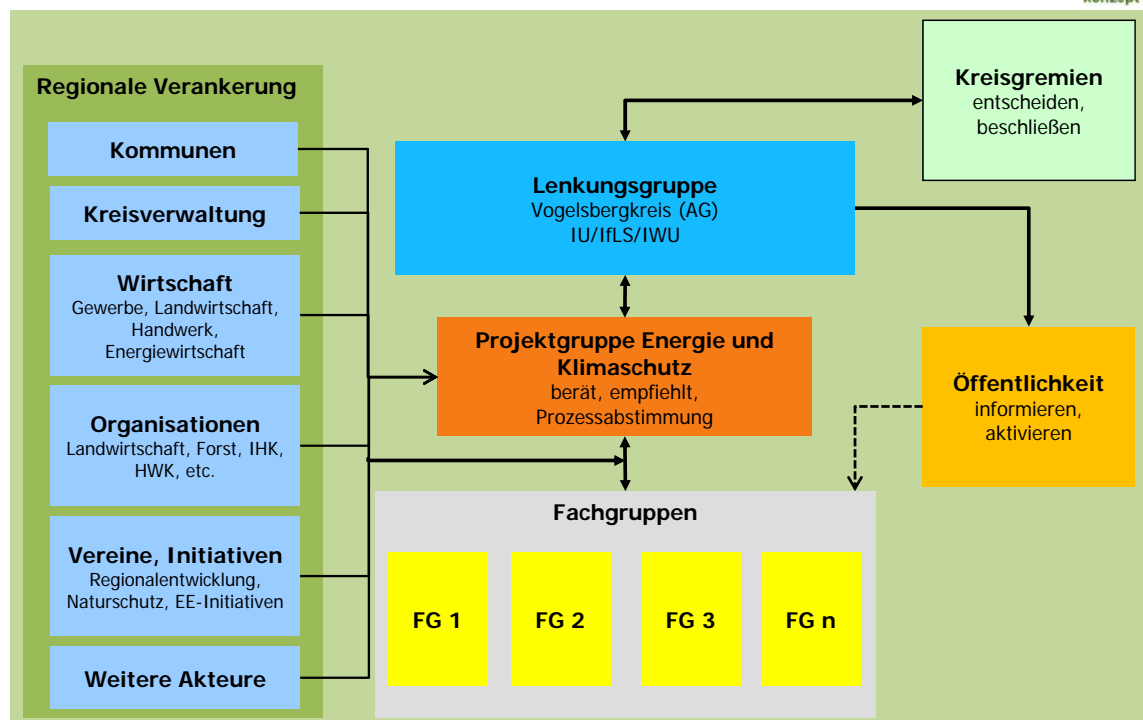 konzept
Regionale Verankerung
Kommunen
Kreisverwaltung
Wirtschaft
Gewerbe, Landwirtschaft,
Handwerk,
Energiewirtschaft
Organisationen
Landwirtschaft, Forst, IHK,
HWK, etc.
Vereine, Initiativen
Regionalentwicklung,
Naturschutz, EE-Initiativen
Weitere Akteure
Lenkungsgruppe
Vogelsbergkreis (AG)
IU/IfLS/IWU
Projektgruppe Energie und
Klimaschutz
berät, empfiehlt,
Prozessabstimmung
Fachgruppen
FG 1
FG 2
FG 3
FG n
Kreisgremien
entscheiden,
beschließen
Öffentlichkeit
informieren,
aktivieren